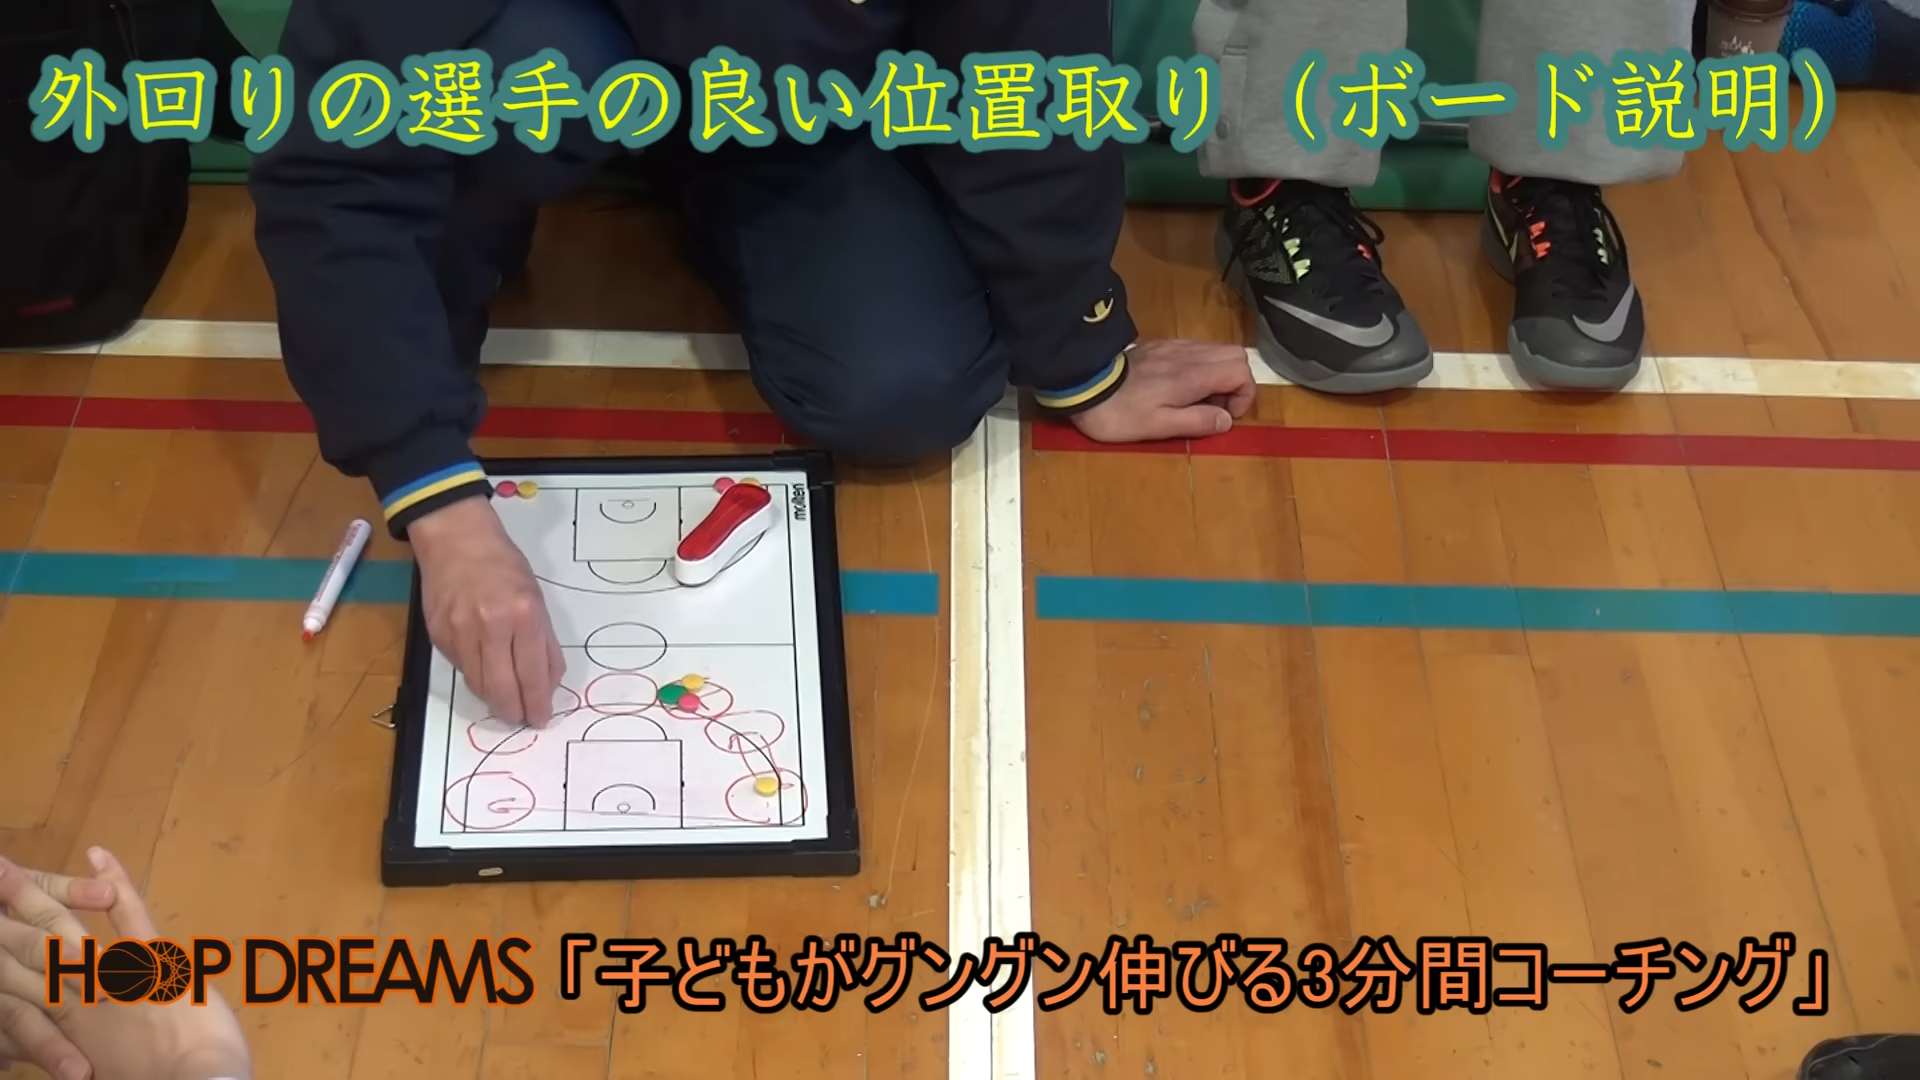 外回りの選手の良い位置取り（ボード説明）
molten
HOOP DREAMS「子どもがグングン伸びる3分間コーチング」